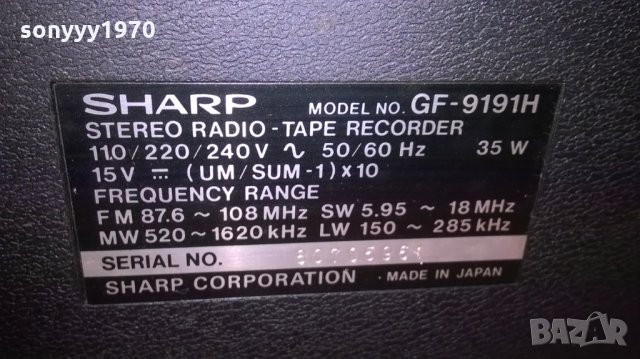 sonyyy1970
SHARP MODEL NO. GF-9191H
STEREO RADIO-TAPE RECORDER
110/220/240V ∿ 50/60 Hz 35 W
15V ⎓ (UM/SUM-1)x10
FREQUENCY RANGE
FM 87.6 ~ 108 MHz SW 5.95 ~ 18 MHz
MW 520 ~ 1620 kHz LW 150 ~ 285 kHz
SERIAL NO.
SHARP CORPORATION MADE IN JAPAN
BAZAR
bg